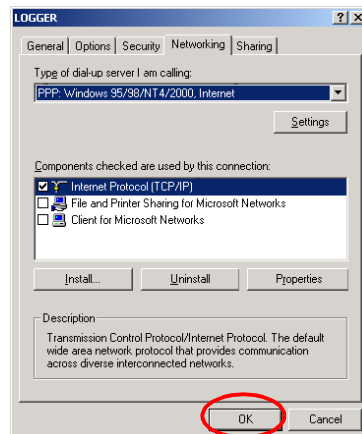 LOGGER
General Options Security Networking Sharing
Type of dial-up server I am calling:
PPP: Windows 95/98/NT4/2000, Internet
Settings
Components checked are used by this connection:
Internet Protocol (TCP/IP)
File and Printer Sharing for Microsoft Networks
Client for Microsoft Networks
Install... Uninstall Properties
Description
Transmission Control Protocol/Internet Protocol. The default
wide area network protocol that provides communication
across diverse interconnected networks.
OK Cancel